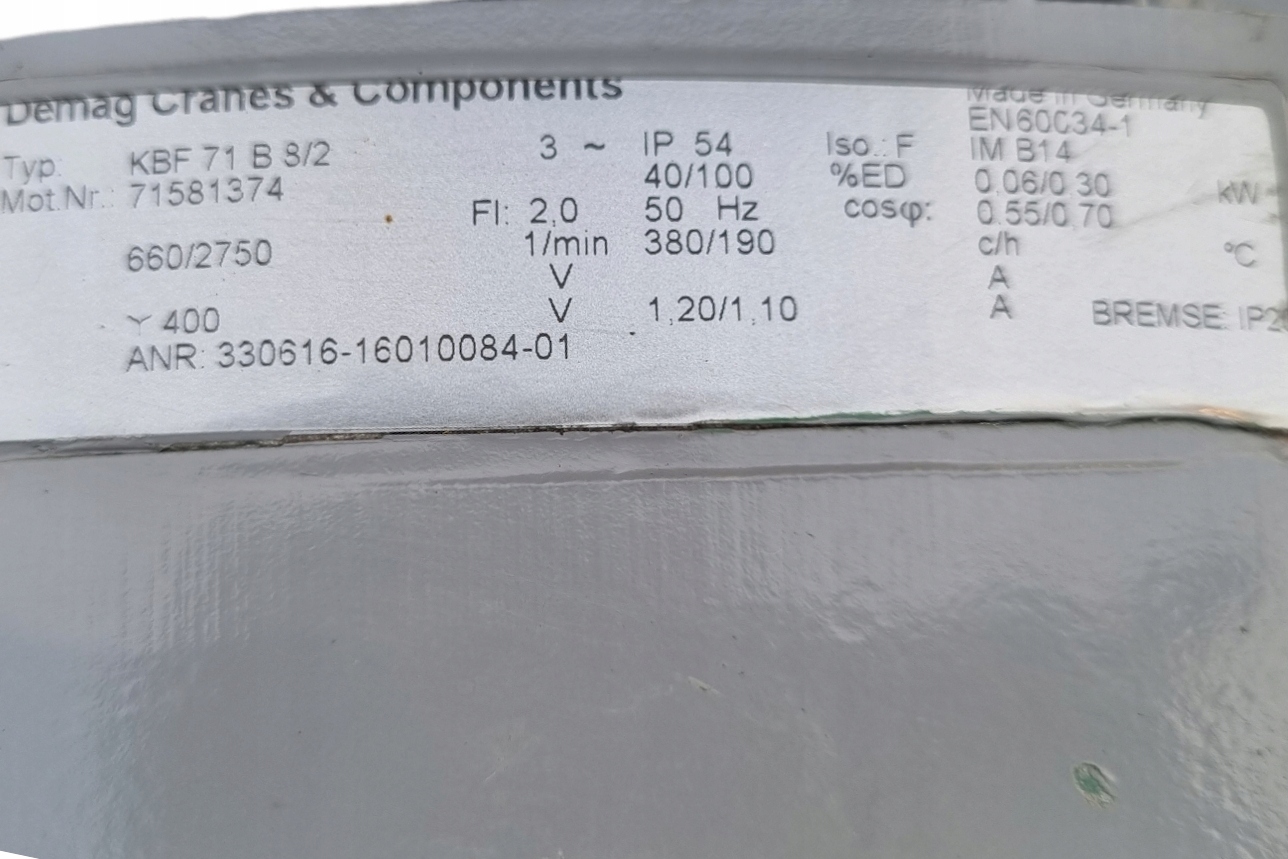 Demag Cranes & Components Made in Germany
EN 60034-1
Typ: KBF 71 B 8/2 3 ~ IP 54 Iso.: F IM B14
Mot.Nr.: 71581374 40/100 %ED 0,06/0,30 kW
FI: 2,0 50 Hz cosφ: 0,55/0,70
660/2750 1/min 380/190 c/h °C
V A
Y 400 V 1,20/1,10 A BREMSE: IP2
ANR: 330616-16010084-01